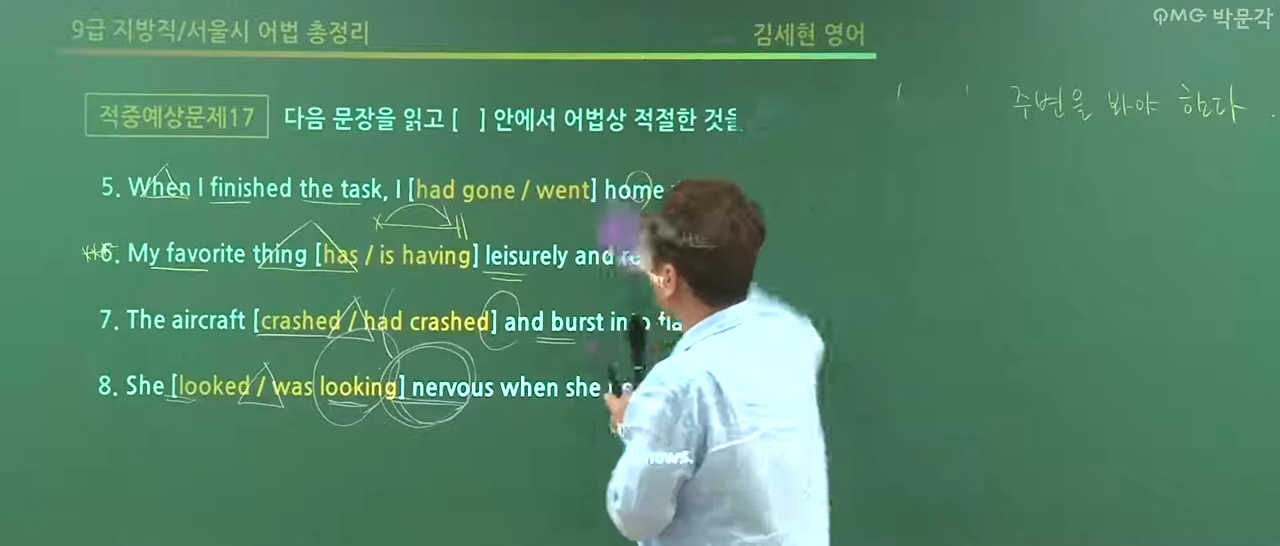 QMG 박문각
9급 지방직/서울시 어법 총정리
김세현 영어
주변을 봐야 한다.
적중예상문제17 다음 문장을 읽고 [ ] 안에서 어법상 적절한 것을
5. When I finished the task, I [had gone / went] home
**6. My favorite thing [has / is having] leisurely and
7. The aircraft [crashed / had crashed] and burst into
8. She [looked / was looking] nervous when she
news.